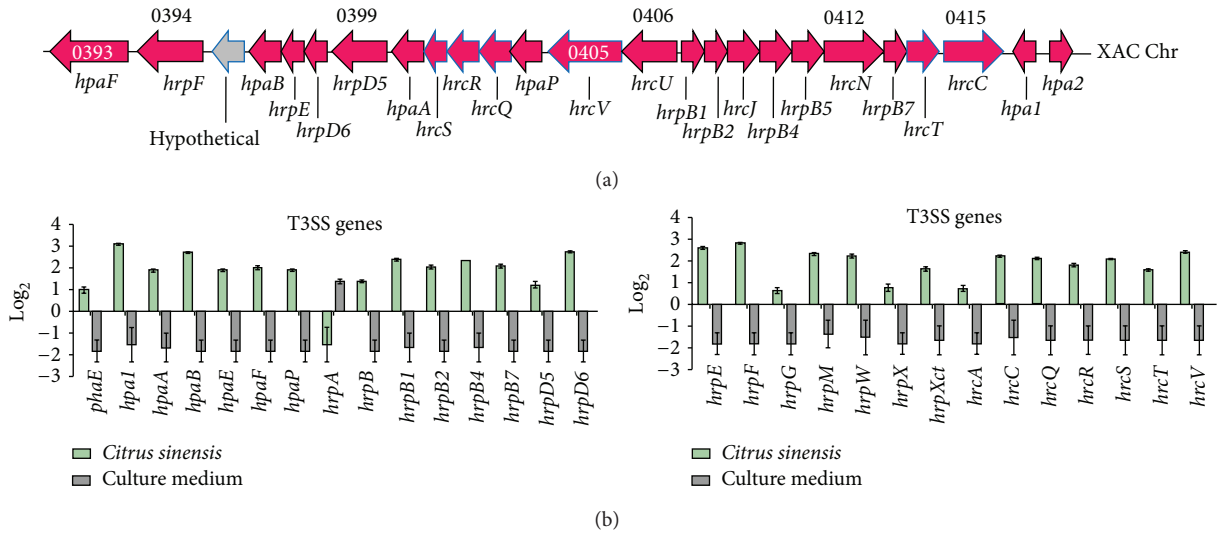 0394 0399 0406 0412 0415
0393 0405 XAC Chr
hpaF hrpF hpaB hrpE hrpD6 hrpD5 hpaA hrcS hrcR hrcQ hpaP hrcV hrcU hrpB1 hrpB2 hrcJ hrpB4 hrpB5 hrcN hrpB7 hrcT hrcC hpa1 hpa2
Hypothetical
(a)
T3SS genes
Log2
4
3
2
1
0
−1
−2
−3
phaE hpa1 hpaA hpaB hpaE hpaF hpaP hrpA hrpB hrpB1 hrpB2 hrpB4 hrpB7 hrpD5 hrpD6
Citrus sinensis
Culture medium
T3SS genes
Log2
4
3
2
1
0
−1
−2
−3
hrpE hrpF hrpG hrpM hrpW hrpX hrpXct hrcA hrcC hrcQ hrcR hrcS hrcT hrcV
Citrus sinensis
Culture medium
(b)